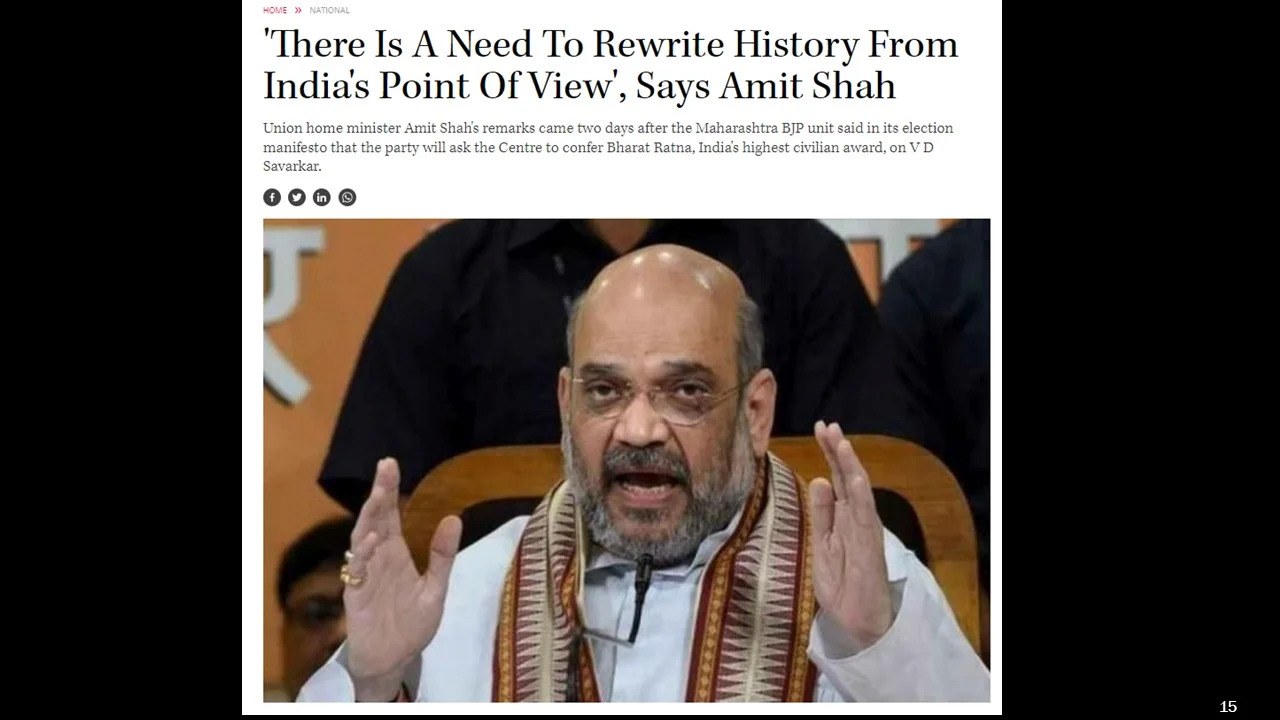 HOME » NATIONAL
'There Is A Need To Rewrite History From
India's Point Of View', Says Amit Shah
Union home minister Amit Shah's remarks came two days after the Maharashtra BJP unit said in its election
manifesto that the party will ask the Centre to confer Bharat Ratna, India's highest civilian award, on V D
Savarkar.
15